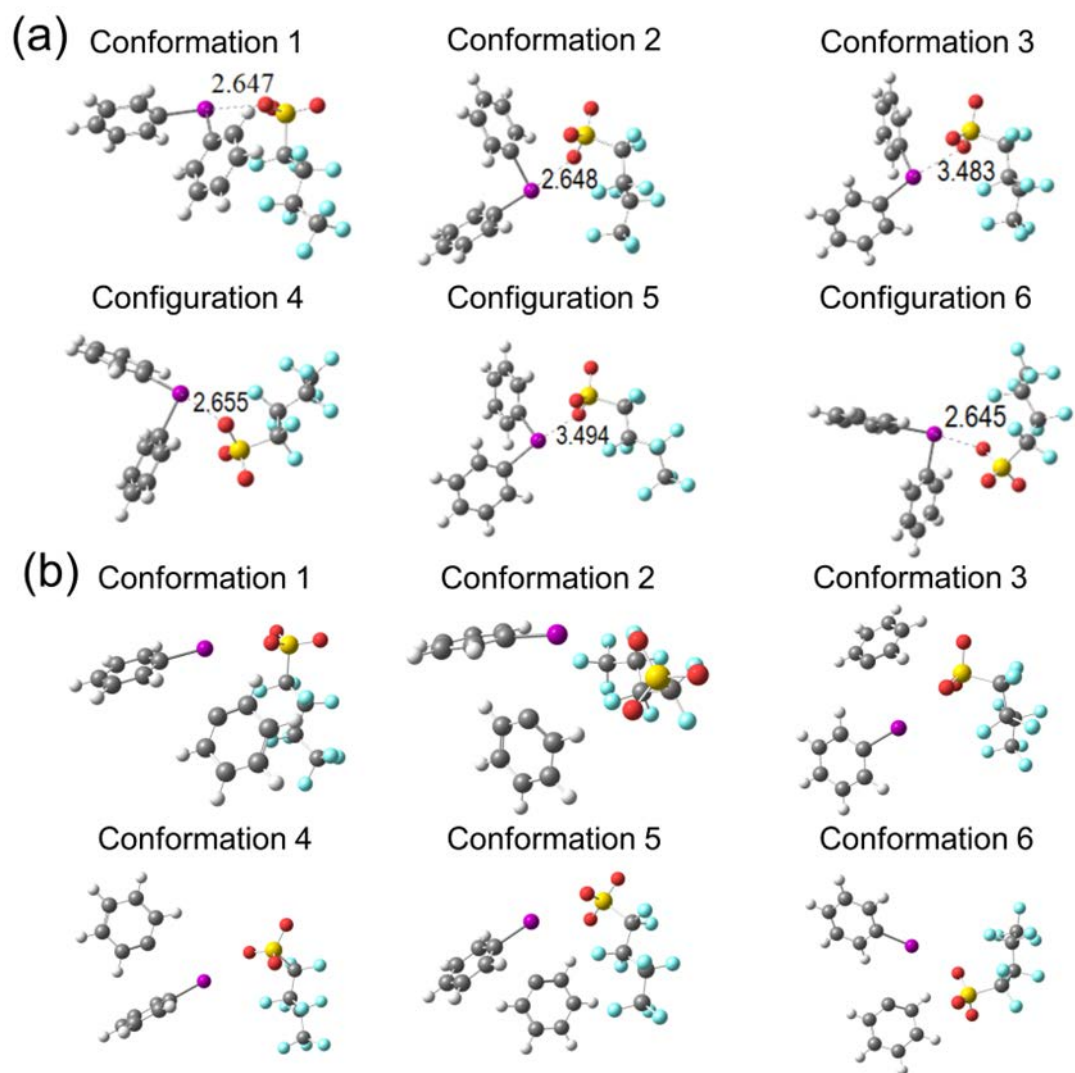 (a)
Conformation 1
Conformation 2
Conformation 3
2.647
2.648
3.483
Configuration 4
Configuration 5
Configuration 6
2.655
3.494
2.645
(b)
Conformation 1
Conformation 2
Conformation 3
Conformation 4
Conformation 5
Conformation 6